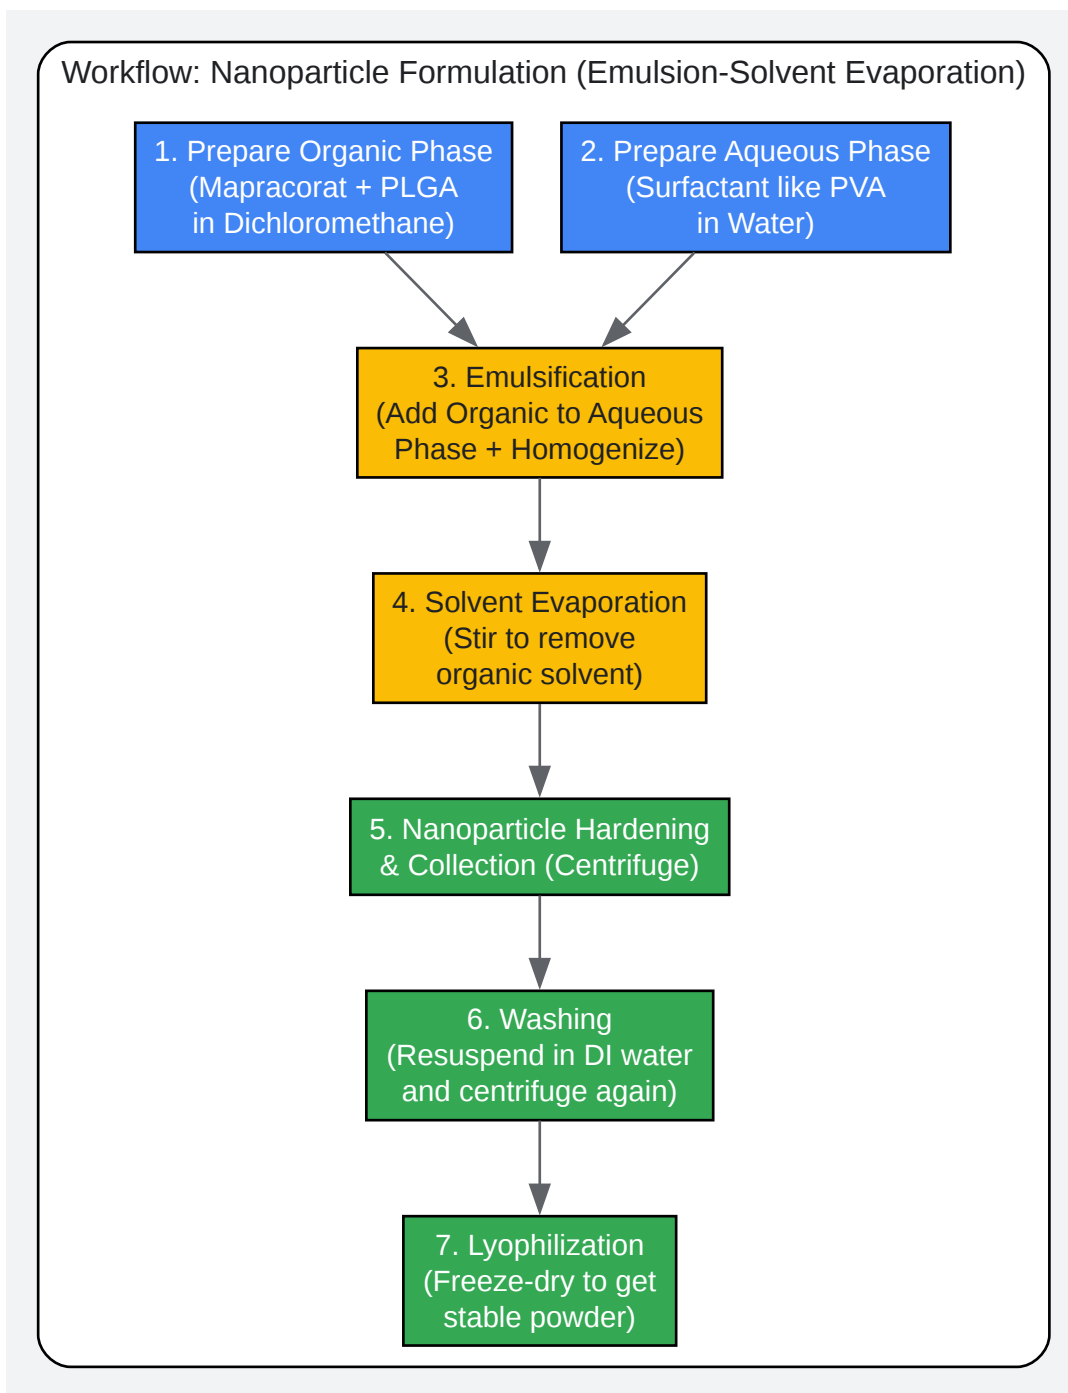 Workflow: Nanoparticle Formulation (Emulsion-Solvent Evaporation)
1. Prepare Organic Phase
(Mapracorat + PLGA
in Dichloromethane)
2. Prepare Aqueous Phase
(Surfactant like PVA
in Water)
3. Emulsification
(Add Organic to Aqueous
Phase + Homogenize)
4. Solvent Evaporation
(Stir to remove
organic solvent)
5. Nanoparticle Hardening
& Collection (Centrifuge)
6. Washing
(Resuspend in DI water
and centrifuge again)
7. Lyophilization
(Freeze-dry to get
stable powder)